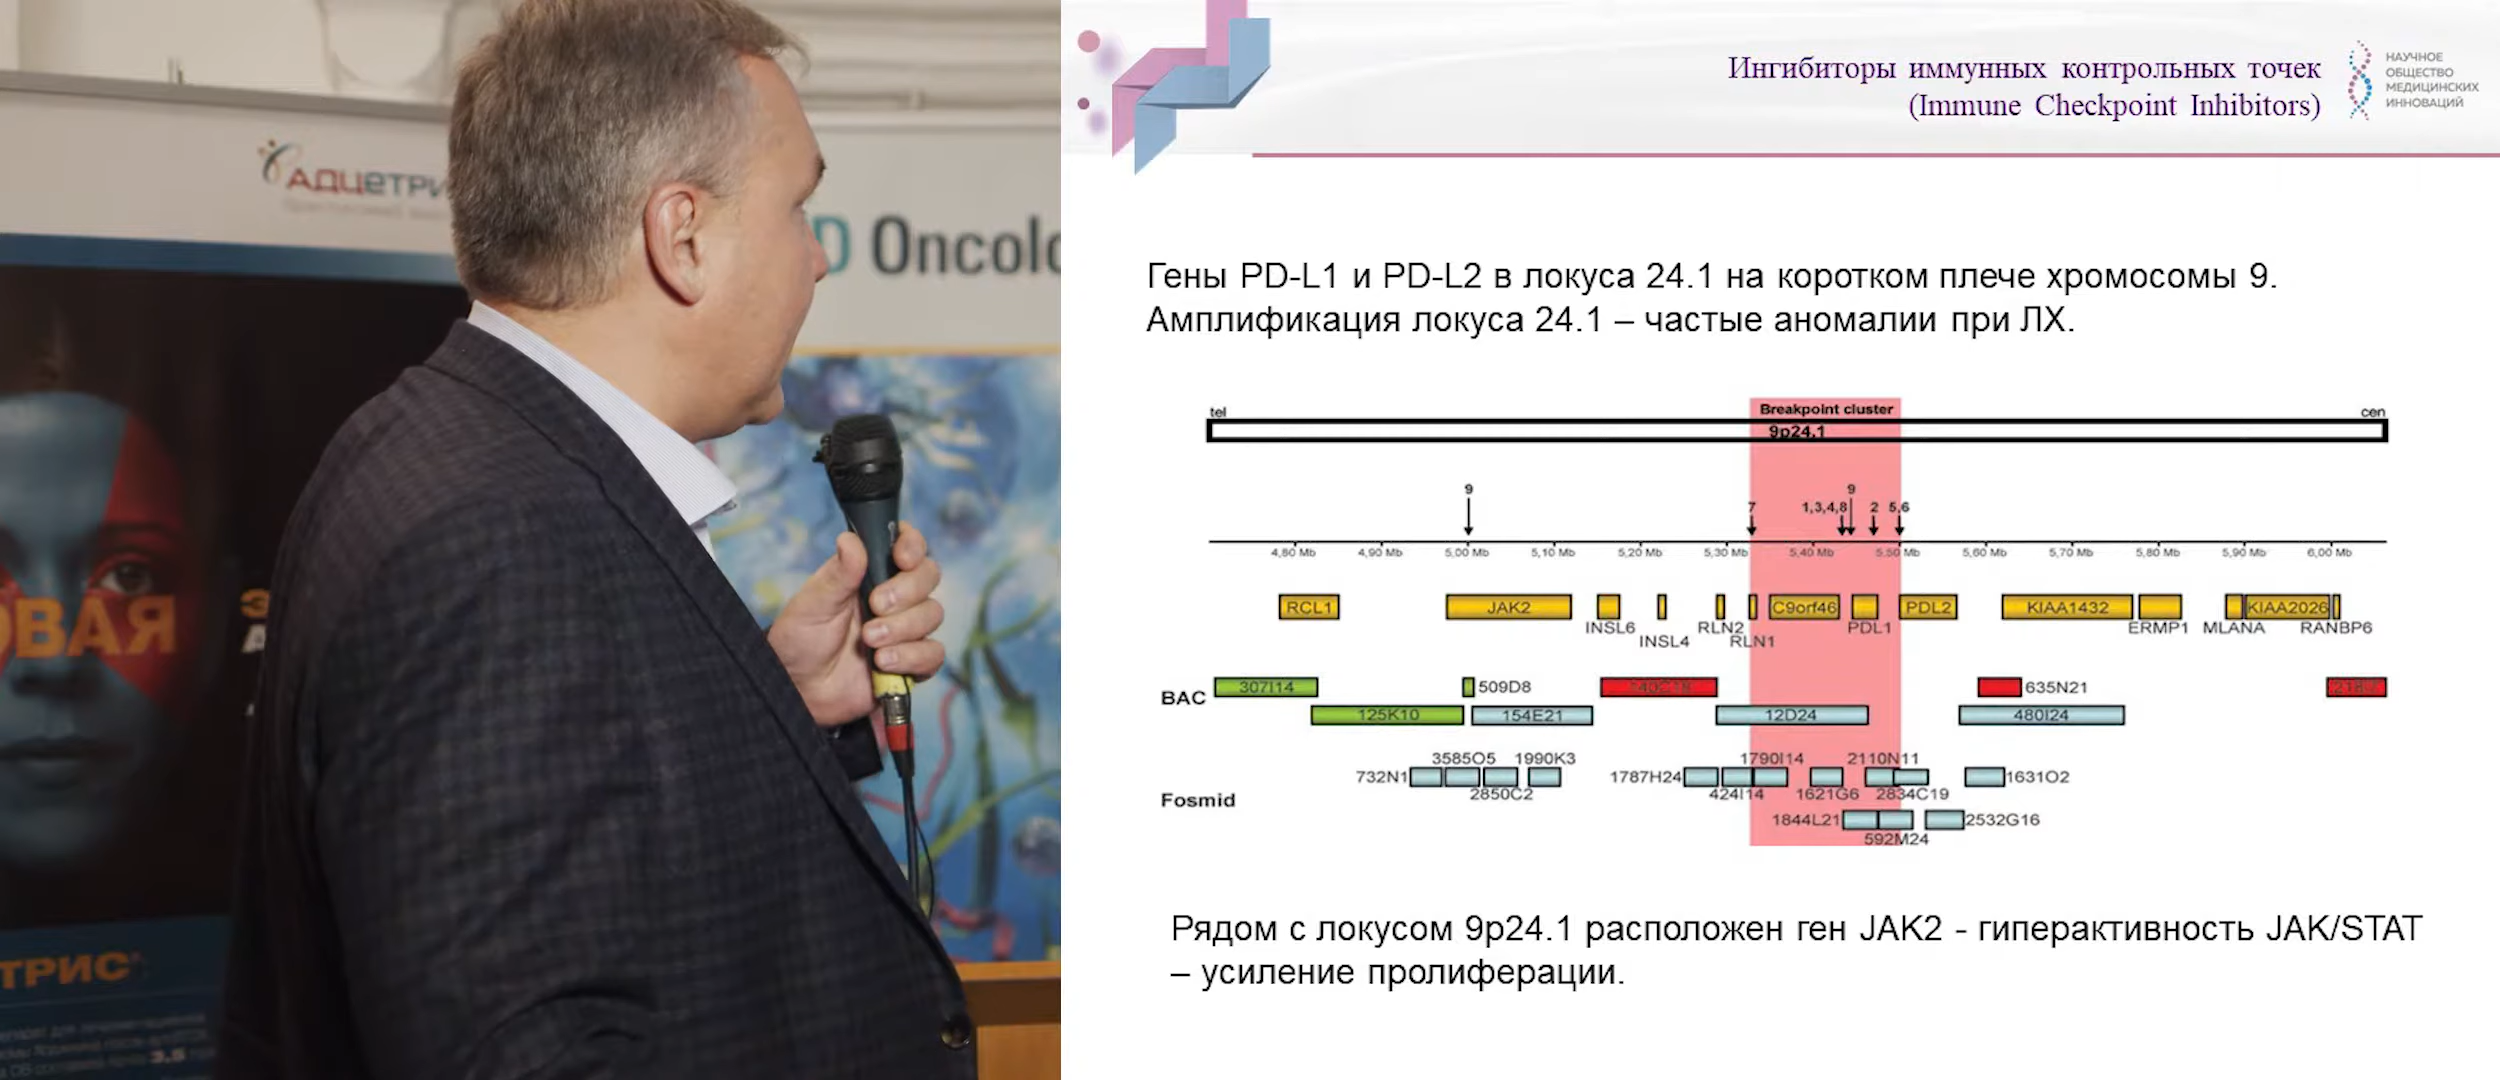 АДЦЕТРИ
D Oncolo
ОВАЯ
ТРИС
3.5
Ингибиторы иммунных контрольных точек
(Immune Checkpoint Inhibitors)
НАУЧНОЕ
ОБЩЕСТВО
МЕДИЦИНСКИХ
ИННОВАЦИЙ
Гены PD-L1 и PD-L2 в локуса 24.1 на коротком плече хромосомы 9.
Амплификация локуса 24.1 – частые аномалии при ЛХ.
tel Breakpoint cluster cen
9p24.1
9 7 1,3,4,8 9 2 5,6
4,80 Mb 4,90 Mb 5,00 Mb 5,10 Mb 5,20 Mb 5,30 Mb 5,40 Mb 5,50 Mb 5,60 Mb 5,70 Mb 5,80 Mb 5,90 Mb 6,00 Mb
RCL1 JAK2 C9orf46 PDL2 KIAA1432 KIAA2026
INSL6 RLN2 PDL1 ERMP1 MLANA RANBP6
INSL4 RLN1
BAC
307I14 509D8 635N21
125K10 154E21 12D24 480I24
3585O5 1990K3 1790I14 2110N11
732N1 1787H24 1631O2
2850C2 424I14 1621G6 2834C19
Fosmid
1844L21 2532G16
592M24
Рядом с локусом 9p24.1 расположен ген JAK2 - гиперактивность JAK/STAT
– усиление пролиферации.